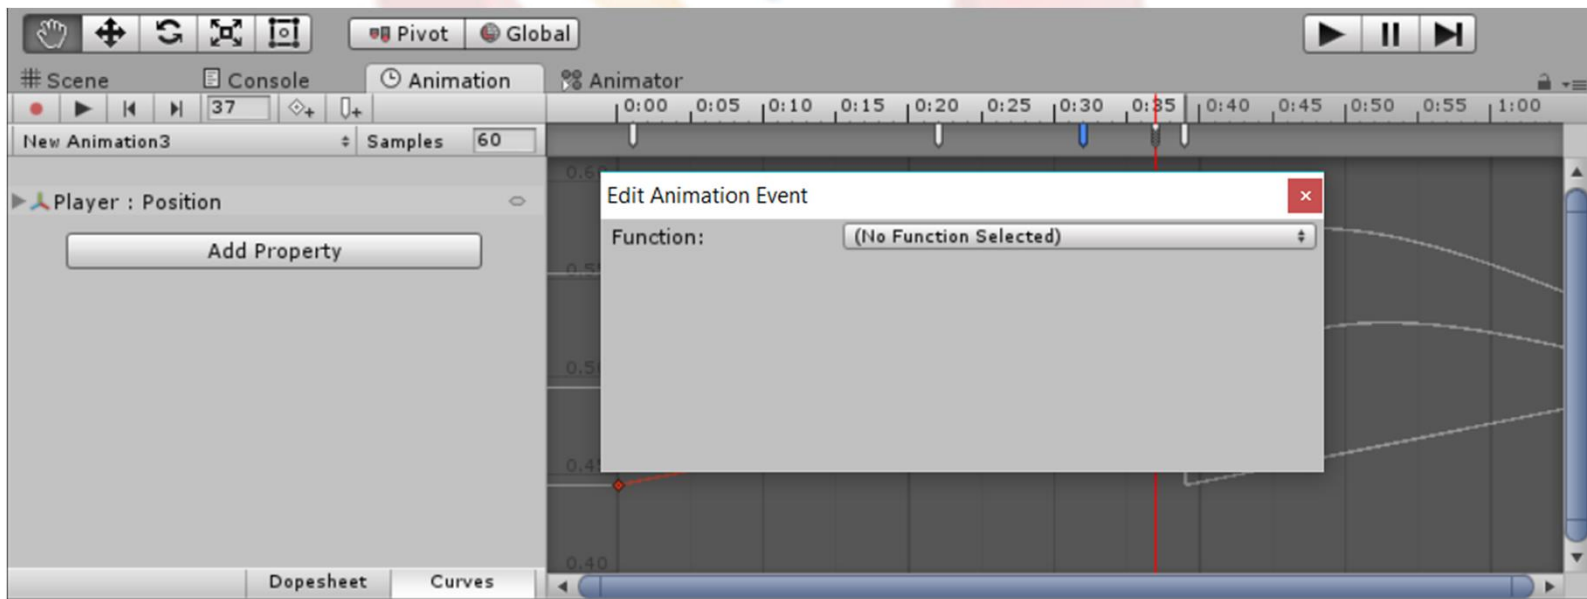 Pivot Global
Scene Console Animation Animator
37 0:00 0:05 0:10 0:15 0:20 0:25 0:30 0:35 0:40 0:45 0:50 0:55 1:00
New Animation3 Samples 60
Edit Animation Event
Player : Position
Function: (No Function Selected)
Add Property
0.40
Dopesheet Curves